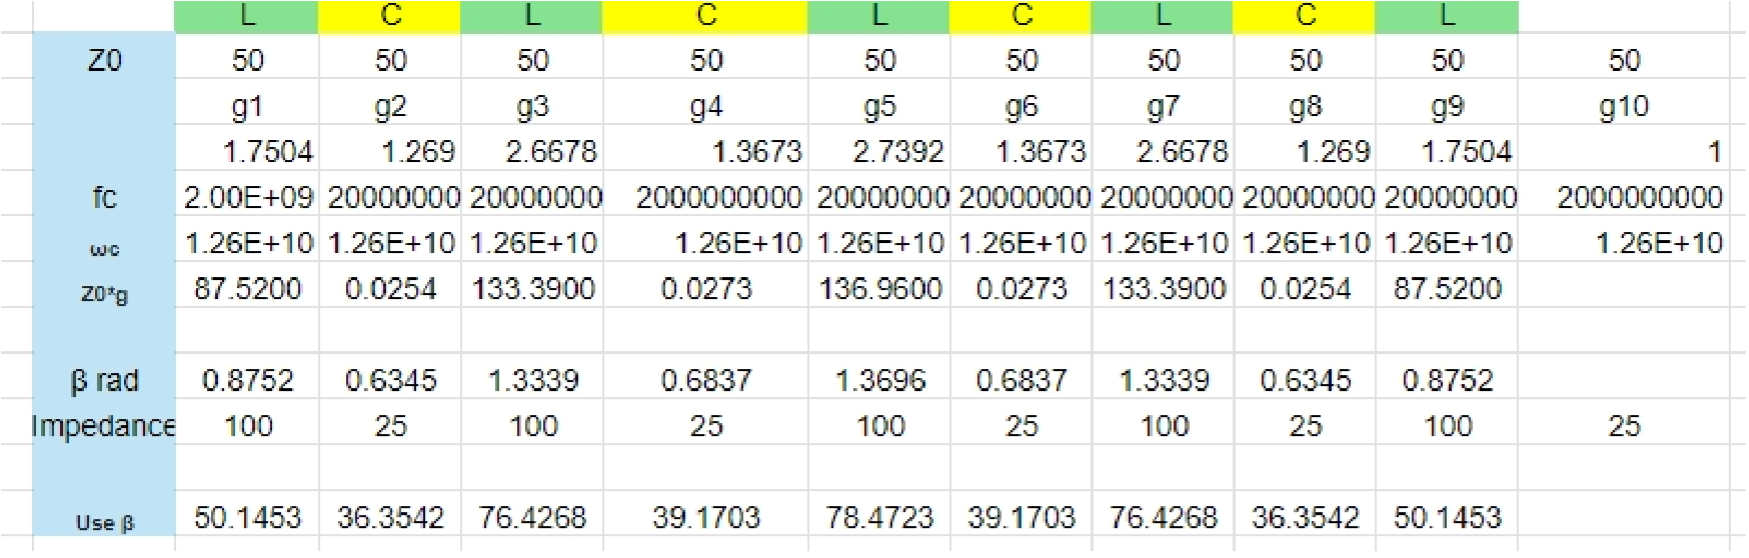 L C L C L C L C L
Z0 50 50 50 50 50 50 50 50 50 50
g1 g2 g3 g4 g5 g6 g7 g8 g9 g10
1.7504 1.269 2.6678 1.3673 2.7392 1.3673 2.6678 1.269 1.7504 1
fc 2.00E+09 20000000 20000000 2000000000 20000000 20000000 20000000 20000000 20000000 2000000000
ωc 1.26E+10 1.26E+10 1.26E+10 1.26E+10 1.26E+10 1.26E+10 1.26E+10 1.26E+10 1.26E+10 1.26E+10
Z0*g 87.5200 0.0254 133.3900 0.0273 136.9600 0.0273 133.3900 0.0254 87.5200
β rad 0.8752 0.6345 1.3339 0.6837 1.3696 0.6837 1.3339 0.6345 0.8752
Impedance 100 25 100 25 100 25 100 25 100 25
Use β 50.1453 36.3542 76.4268 39.1703 78.4723 39.1703 76.4268 36.3542 50.1453